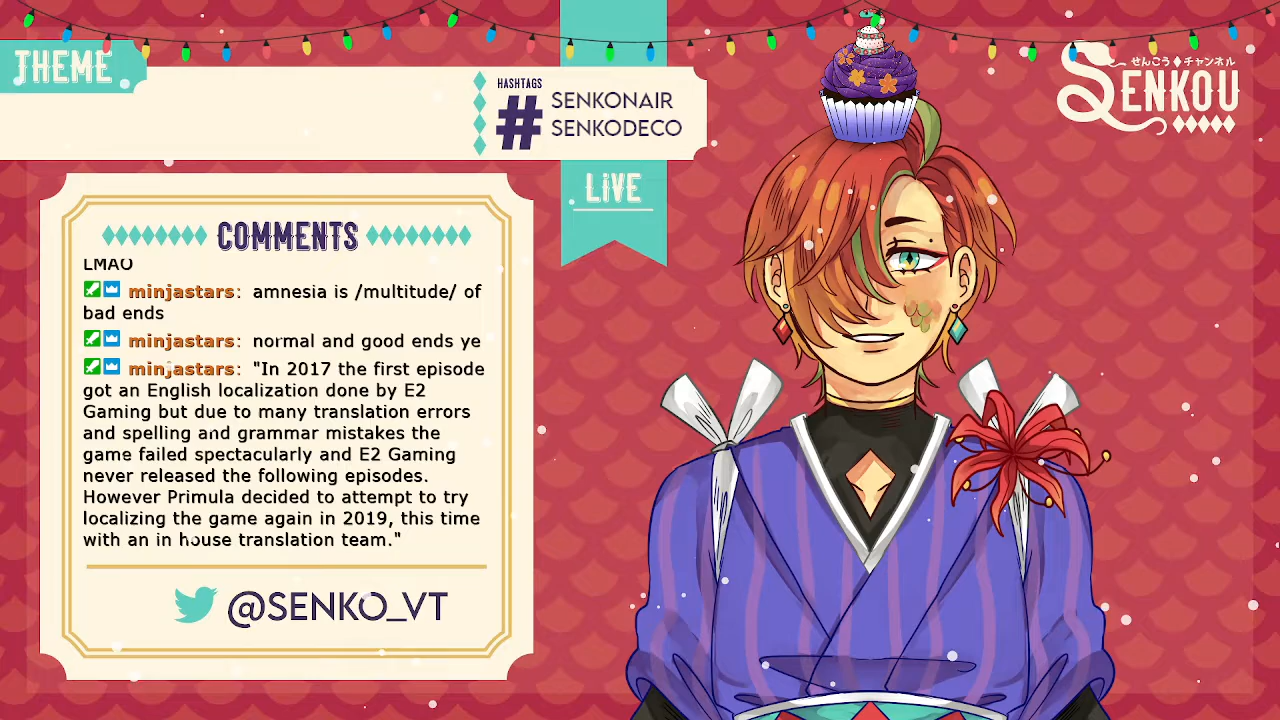 THEME
HASHTAGS
#
SENKONAIR
SENKODECO
せんこう♦チャンネル
SENKOU
LIVE
COMMENTS
LMAO
minjastars: amnesia is /multitude/ of
bad ends
minjastars: normal and good ends ye
minjastars: "In 2017 the first episode
got an English localization done by E2
Gaming but due to many translation errors
and spelling and grammar mistakes the
game failed spectacularly and E2 Gaming
never released the following episodes.
However Primula decided to attempt to try
localizing the game again in 2019, this time
with an in house translation team."
@SENKO_VT